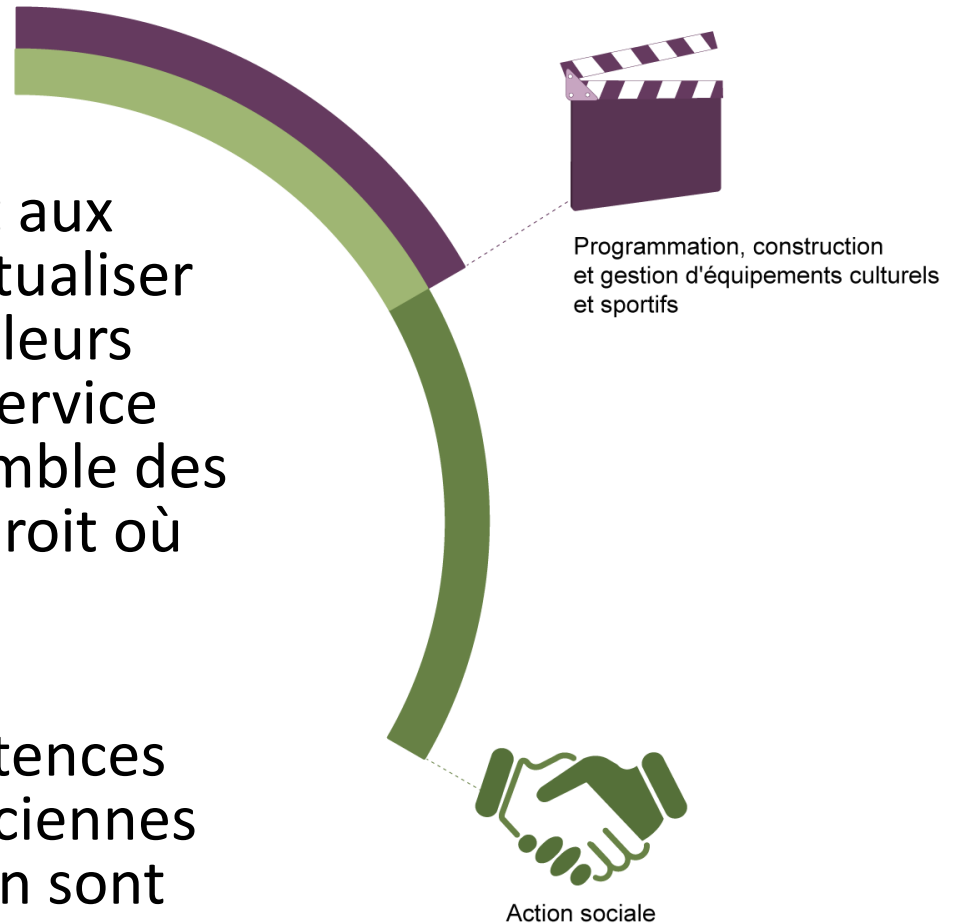 aux
tualiser
leurs
ervice
mble des
roit où
tences
ciennes
n sont
Programmation, construction
et gestion d'équipements culturels
et sportifs
Action sociale